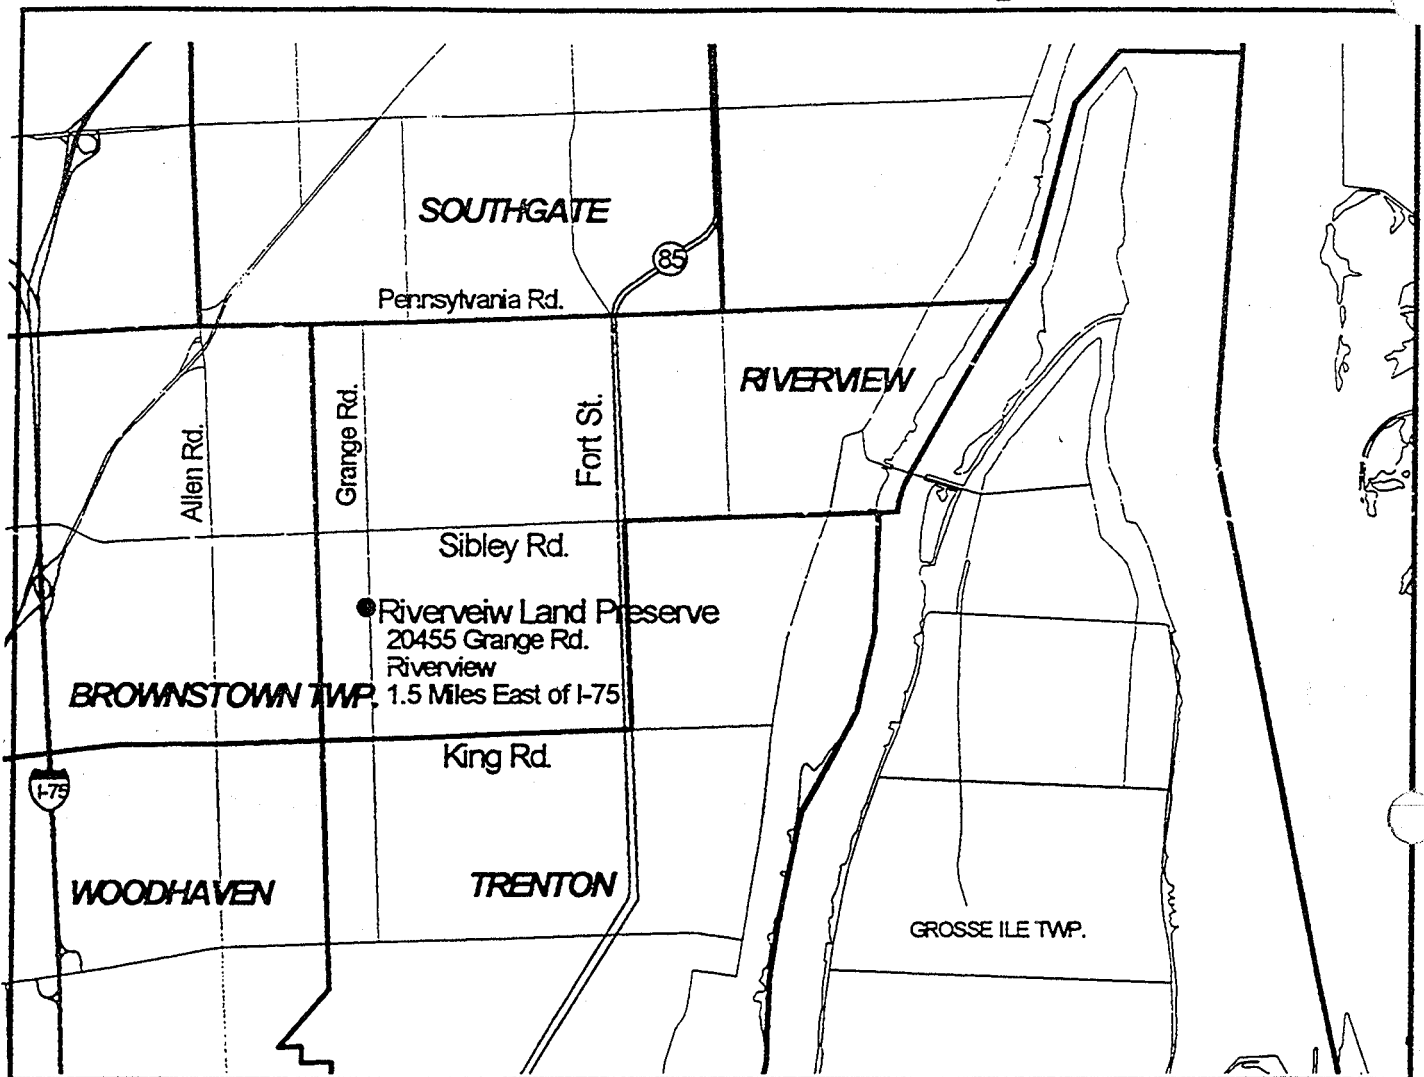 SOUTHGATE
85
Pennsylvania Rd.
RIVERVIEW
Grange Rd.
Fort St.
Allen Rd.
Sibley Rd.
Riverveiw Land Preserve
20455 Grange Rd.
Riverview
BROWNSTOWN TWP. 1.5 Miles East of I-75
King Rd.
I-75
WOODHAVEN
TRENTON
GROSSE ILE TWP.